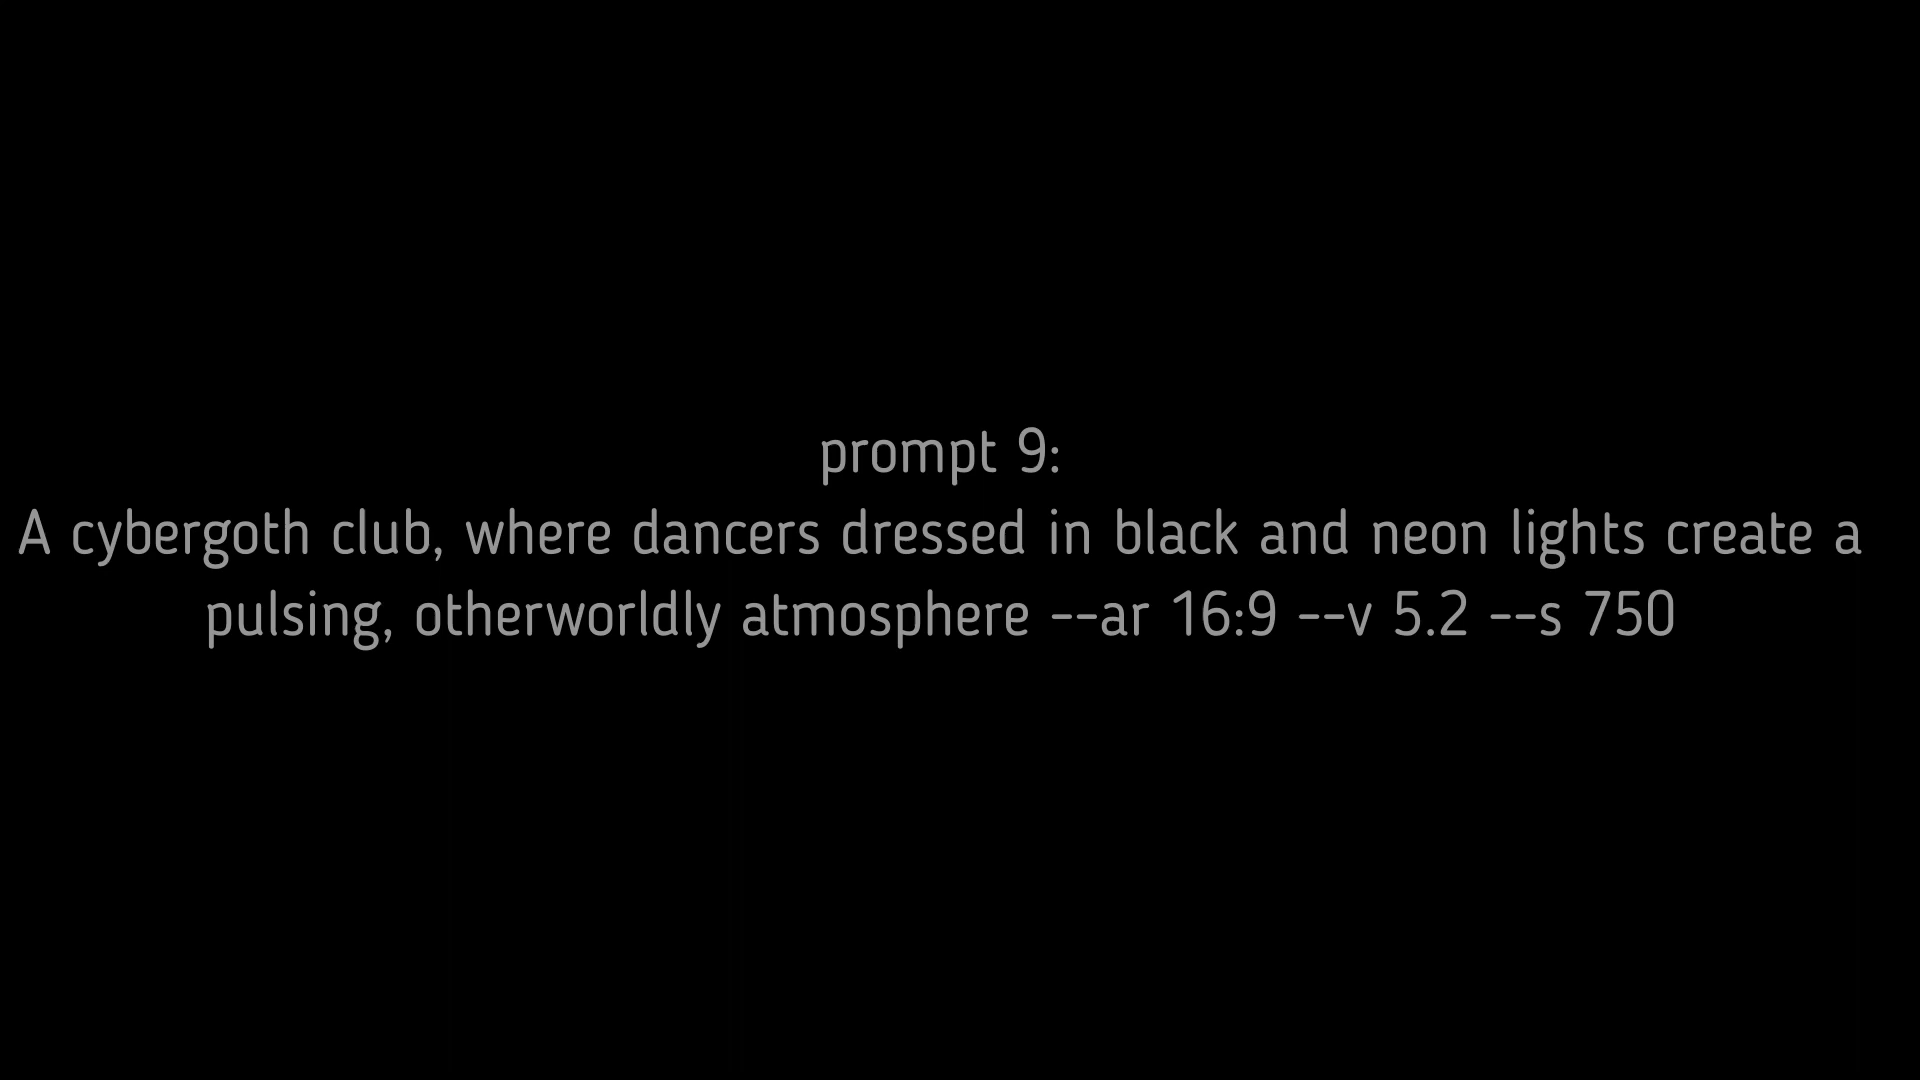 prompt 9:
A cybergoth club, where dancers dressed in black and neon lights create a
pulsing, otherworldly atmosphere --ar 16:9 --v 5.2 --s 750